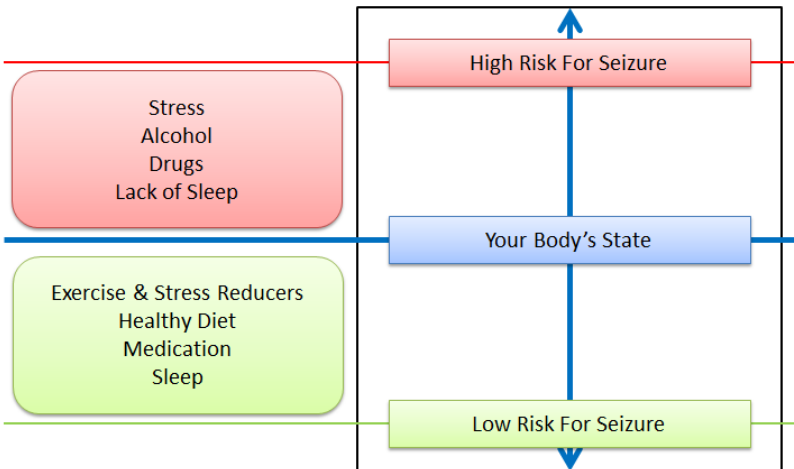 High Risk For Seizure
Stress
Alcohol
Drugs
Lack of Sleep
Your Body's State
Exercise & Stress Reducers
Healthy Diet
Medication
Sleep
Low Risk For Seizure